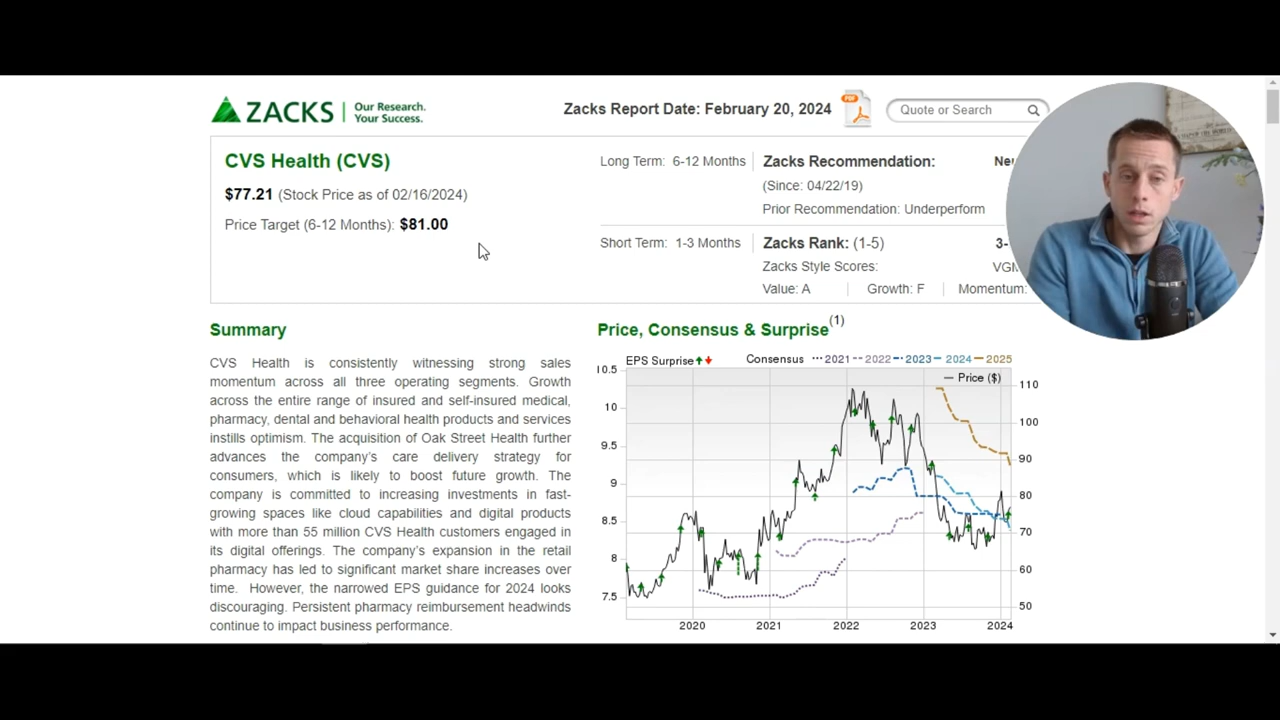 ZACKS
Our Research.
Your Success.
Zacks Report Date: February 20, 2024
PDF
Quote or Search
CVS Health (CVS)
$77.21 (Stock Price as of 02/16/2024)
Price Target (6-12 Months): $81.00
Long Term: 6-12 Months
Zacks Recommendation:
(Since: 04/22/19)
Prior Recommendation: Underperform
Short Term: 1-3 Months
Zacks Rank: (1-5)
3-
Zacks Style Scores:
Value: A
Growth: F
Momentum:
Summary
CVS Health is consistently witnessing strong sales
momentum across all three operating segments. Growth
across the entire range of insured and self-insured medical,
pharmacy, dental and behavioral health products and services
instills optimism. The acquisition of Oak Street Health further
advances the company's care delivery strategy for
consumers, which is likely to boost future growth. The
company is committed to increasing investments in fast-
growing spaces like cloud capabilities and digital products
with more than 55 million CVS Health customers engaged in
its digital offerings. The company's expansion in the retail
pharmacy has led to significant market share increases over
time. However, the narrowed EPS guidance for 2024 looks
discouraging. Persistent pharmacy reimbursement headwinds
continue to impact business performance.
Price, Consensus & Surprise (1)
EPS Surprise Consensus 2021 2022 2023 2024 2025
Price ($)
10.5
10
9.5
9
8.5
8
7.5
110
100
90
80
70
60
50
2020 2021 2022 2023 2024